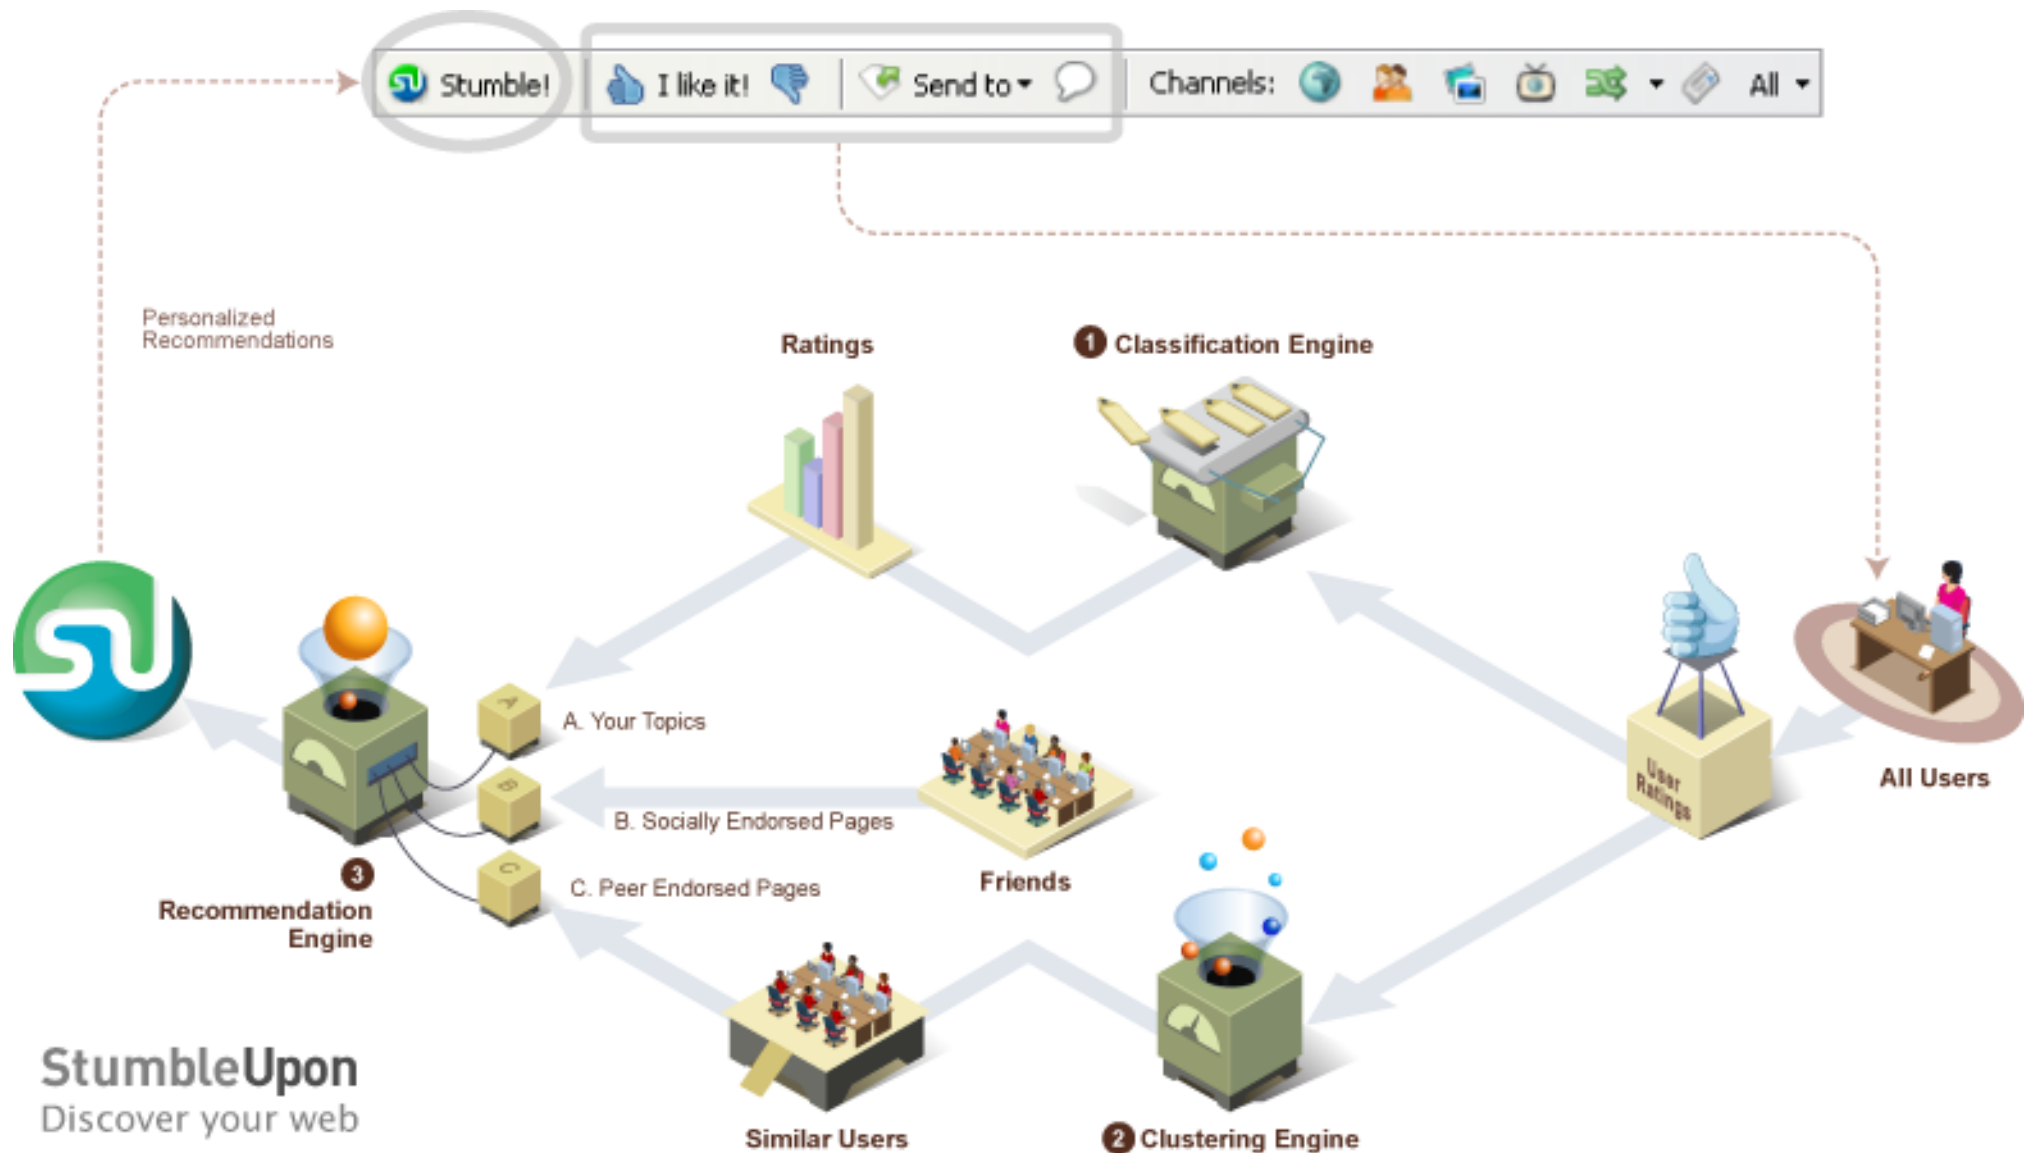 Stumble! I like it! Send to Channels: All
Personalized
Recommendations
Ratings
1 Classification Engine
A
A. Your Topics
B
B. Socially Endorsed Pages
C
C. Peer Endorsed Pages
Friends
User
Ratings
All Users
3
Recommendation
Engine
Similar Users
2 Clustering Engine
StumbleUpon
Discover your web